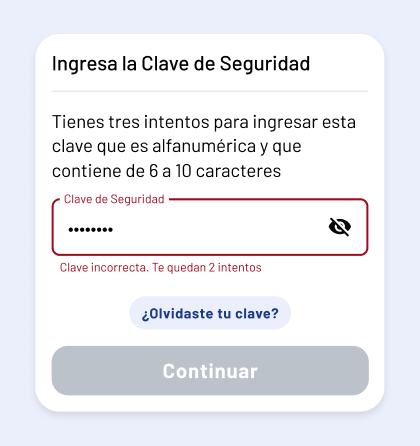 Ingresa la Clave de Seguridad
Tienes tres intentos para ingresar esta
clave que es alfanumérica y que
contiene de 6 a 10 caracteres
Clave de Seguridad
••••••••
Clave incorrecta. Te quedan 2 intentos
¿Olvidaste tu clave?
Continuar